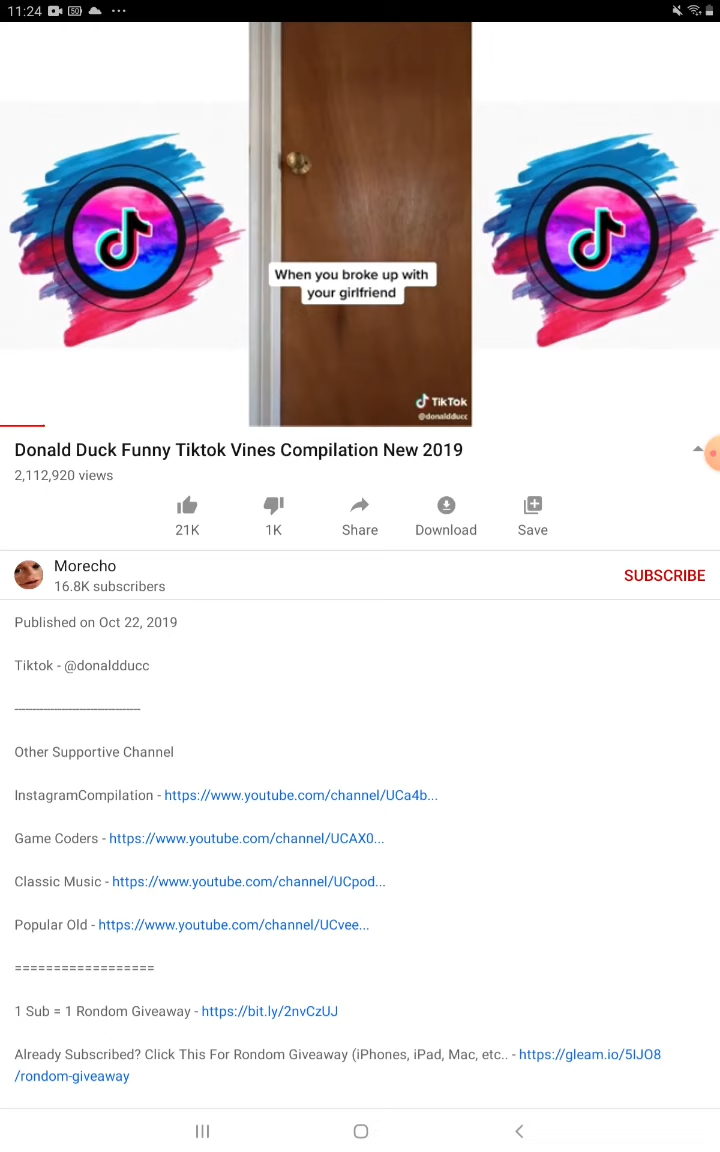 11:24
50
When you broke up with
your girlfriend
TikTok
@donaldducc
Donald Duck Funny Tiktok Vines Compilation New 2019
2,112,920 views
21K
1K
Share
Download
Save
Morecho
16.8K subscribers
SUBSCRIBE
Published on Oct 22, 2019
Tiktok - @donaldducc
--------------------------------
Other Supportive Channel
InstagramCompilation - https://www.youtube.com/channel/UCa4b...
Game Coders - https://www.youtube.com/channel/UCAX0...
Classic Music - https://www.youtube.com/channel/UCpod...
Popular Old - https://www.youtube.com/channel/UCvee...
==================
1 Sub = 1 Rondom Giveaway - https://bit.ly/2nvCzUJ
Already Subscribed? Click This For Rondom Giveaway (iPhones, iPad, Mac, etc.. - https://gleam.io/5IJO8
/rondom-giveaway